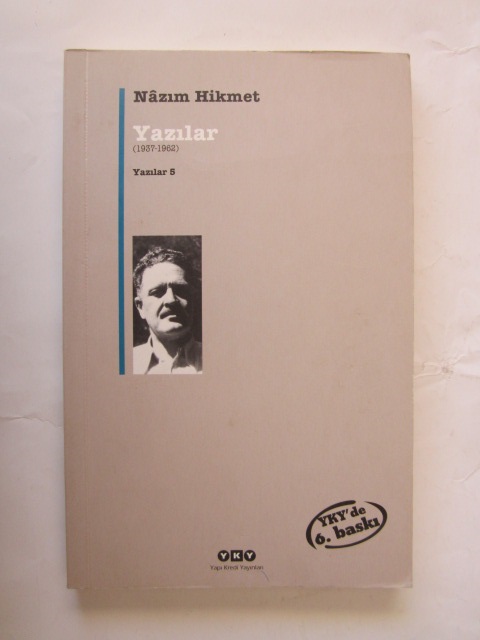 Nâzım Hikmet
Yazılar
(1937-1962)
Yazılar 5
YKY'de
6. baskı
YKY
Yapı Kredi Yayınları